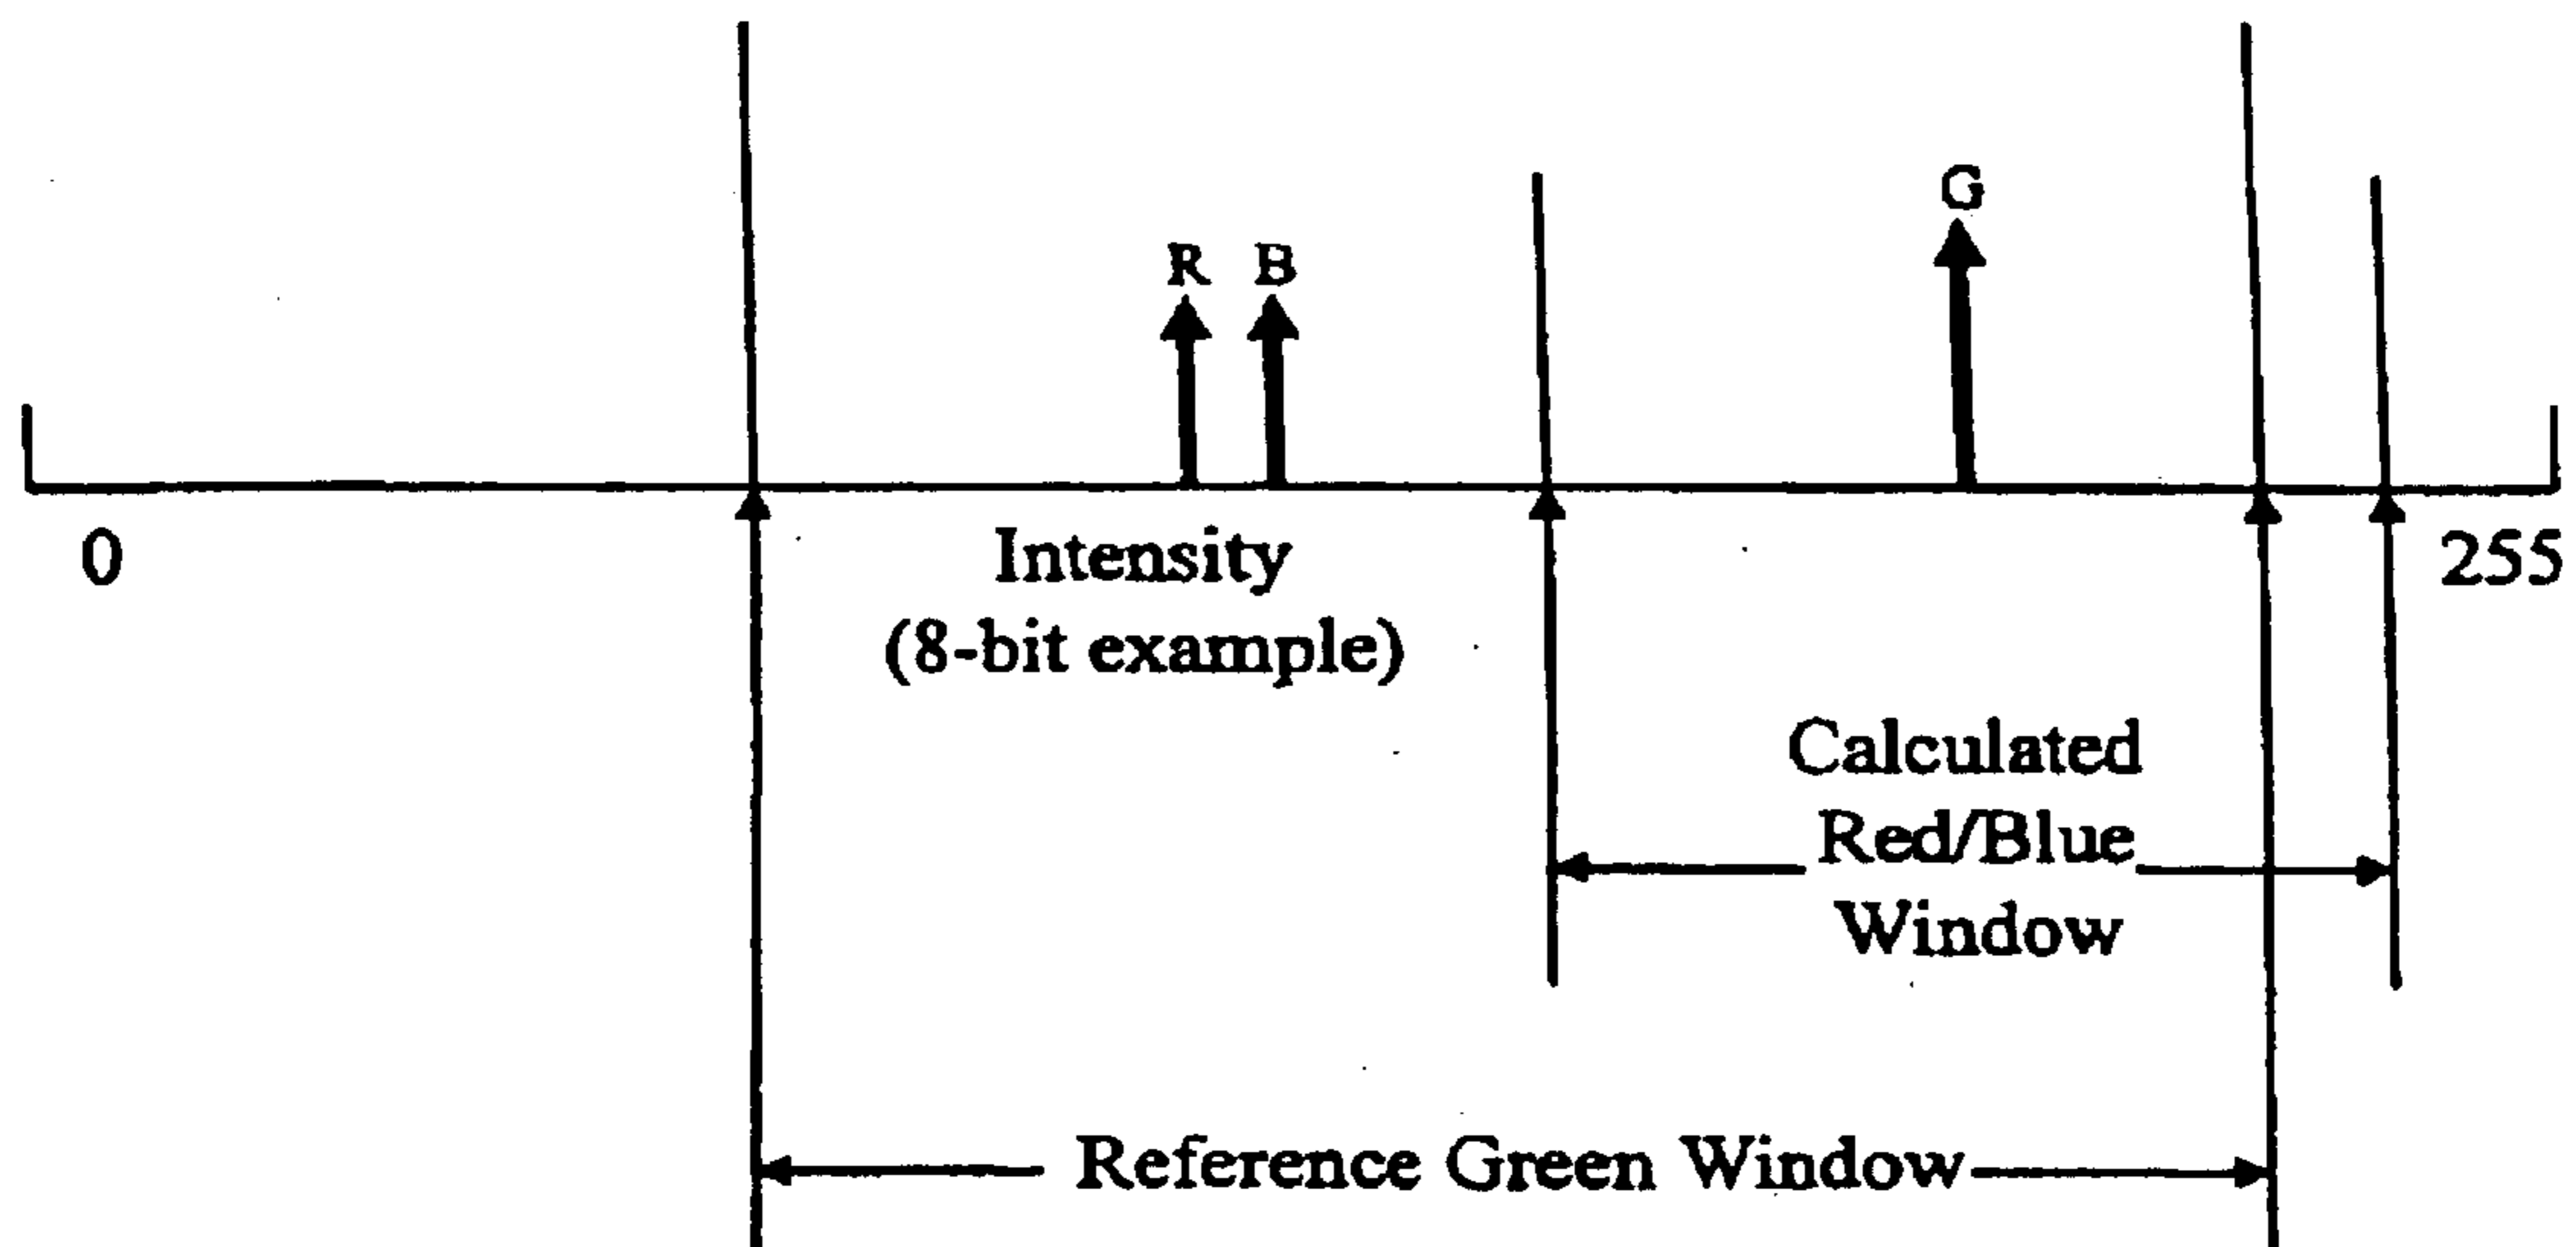 G
R B
0
255
Intensity
(8-bit example)
Calculated
Red/Blue
Window
Reference Green Window